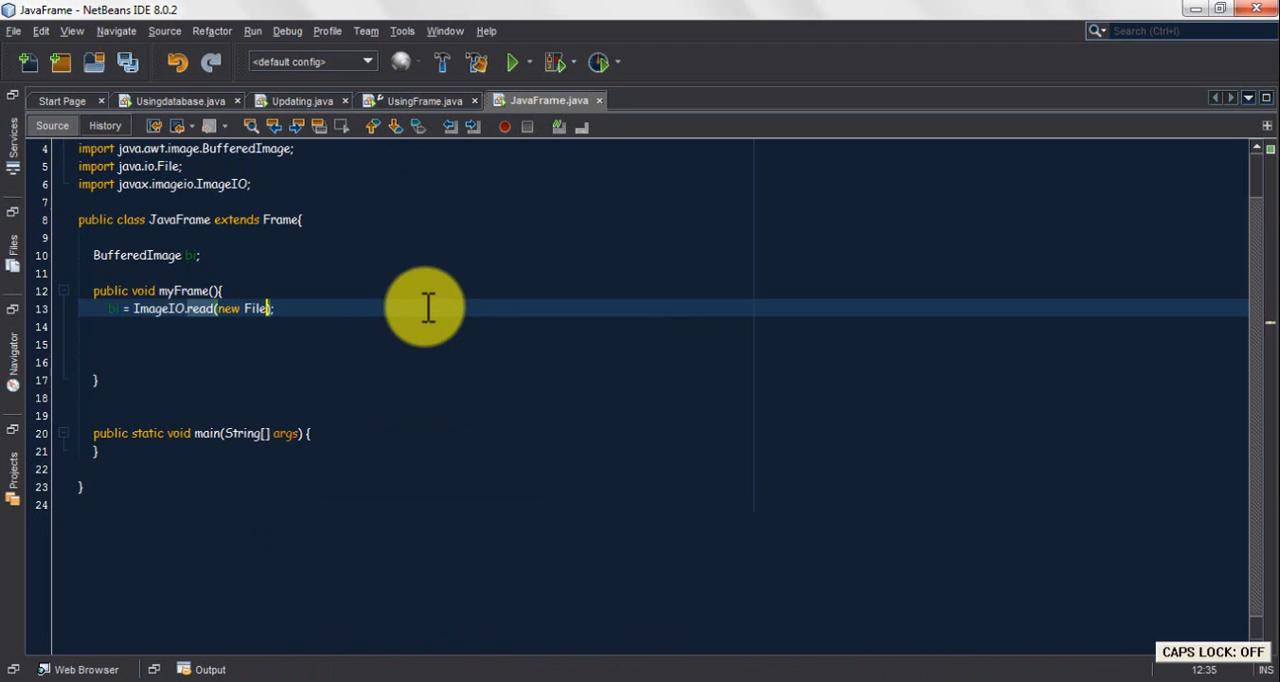 JavaFrame - NetBeans IDE 8.0.2
File Edit View Navigate Source Refactor Run Debug Profile Team Tools Window Help
Search (Ctrl+I)
<default config>
Start Page Usingdatabase.java Updating.java UsingFrame.java JavaFrame.java
Source History
Services
Files
Navigator
Projects
4 import java.awt.image.BufferedImage;
5 import java.io.File;
6 import javax.imageio.ImageIO;
7
8 public class JavaFrame extends Frame{
9
10 BufferedImage bi;
11
12 public void myFrame(){
13 bi = ImageIO.read(new File);
14
15
16
17 }
18
19
20 public static void main(String[] args) {
21 }
22
23 }
24
CAPS LOCK: OFF
Web Browser Output 12:35 INS